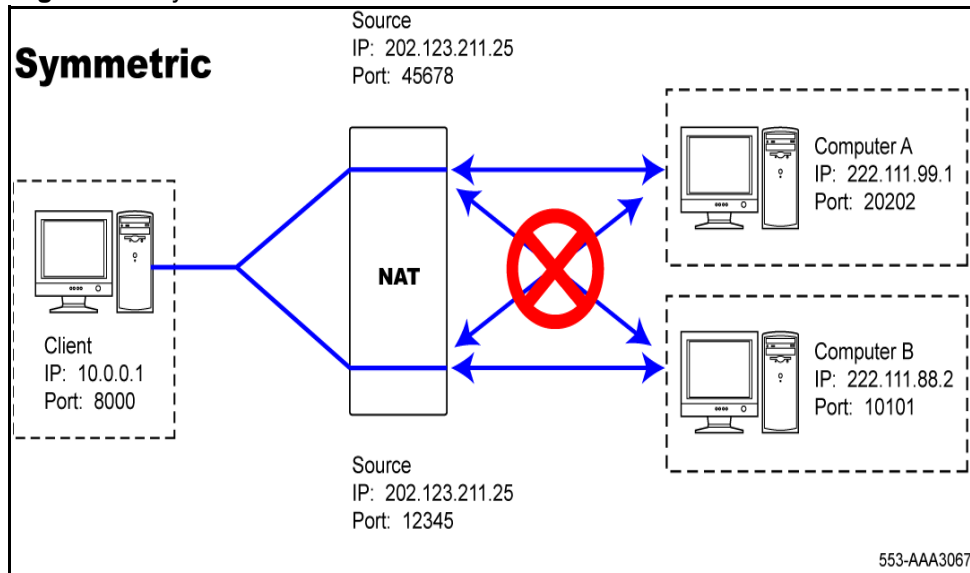 Symmetric
Source
IP: 202.123.211.25
Port: 45678
Computer A
IP: 222.111.99.1
Port: 20202
NAT
Client
IP: 10.0.0.1
Port: 8000
Computer B
IP: 222.111.88.2
Port: 10101
Source
IP: 202.123.211.25
Port: 12345
553-AAA3067